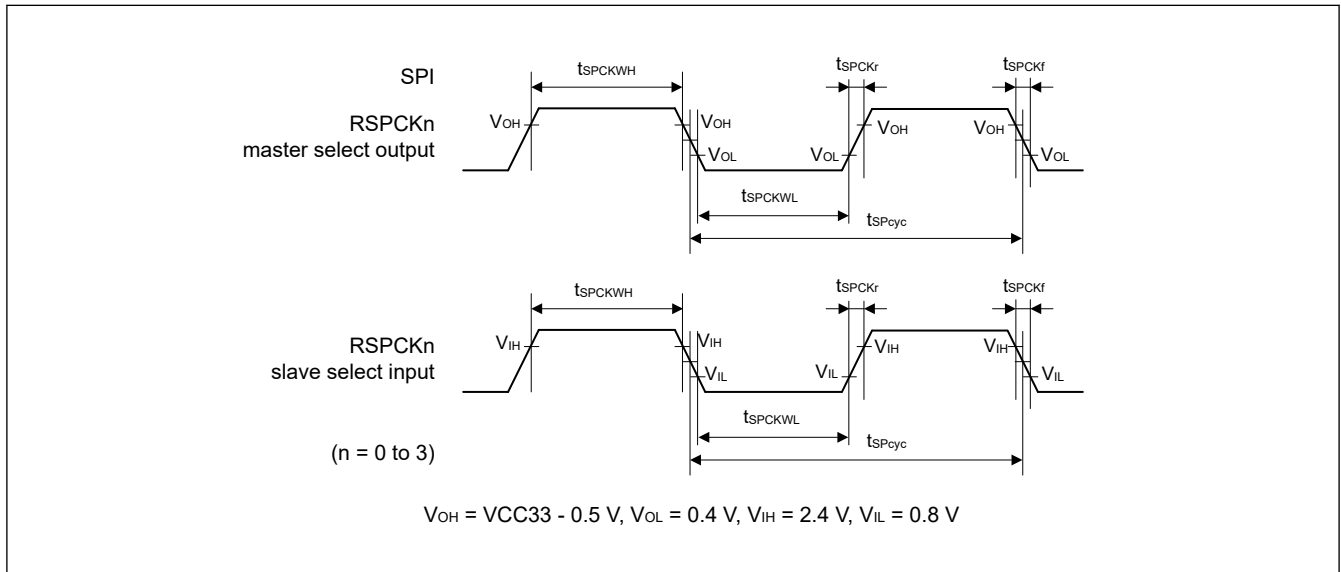 SPI
tSPCKWH
tSPCKr
tSPCKf
RSPCKn
master select output
VOH
VOH
VOL
VOL
VOH
VOH
VOL
tSPCKWL
tSPcyc
tSPCKWH
tSPCKr
tSPCKf
RSPCKn
slave select input
VIH
VIH
VIL
VIL
VIH
VIH
VIL
tSPCKWL
tSPcyc
(n = 0 to 3)
VOH = VCC33 - 0.5 V, VOL = 0.4 V, VIH = 2.4 V, VIL = 0.8 V